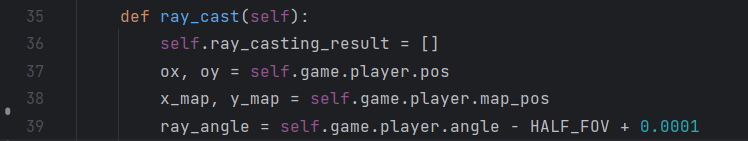 35 def ray_cast(self):
36 self.ray_casting_result = []
37 ox, oy = self.game.player.pos
38 x_map, y_map = self.game.player.map_pos
39 ray_angle = self.game.player.angle - HALF_FOV + 0.0001